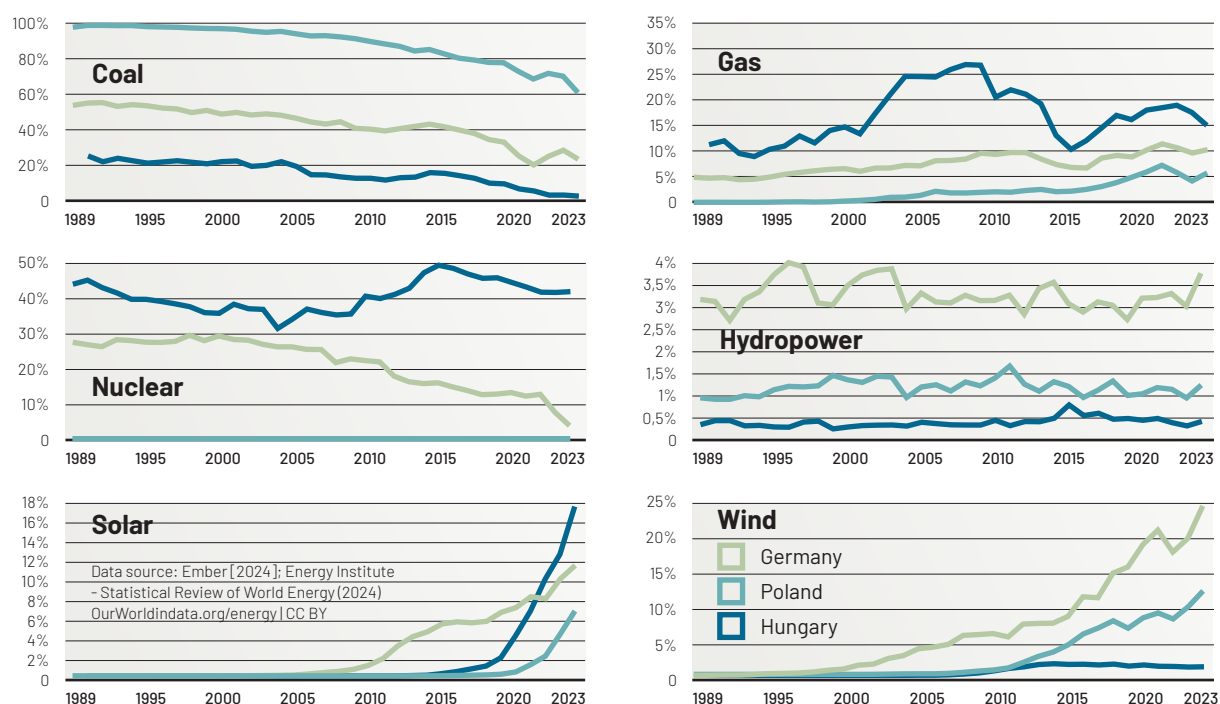 Coal
100%
80%
60%
40%
20%
0
1989 1995 2000 2005 2010 2015 2020 2023
Gas
35%
30%
25%
20%
15%
10%
5%
0
1989 1995 2000 2005 2010 2015 2020 2023
Nuclear
50%
40%
30%
20%
10%
0
1989 1995 2000 2005 2010 2015 2020 2023
Hydropower
4%
3,5%
3%
2,5%
2%
1,5%
1%
0,5%
0
1989 1995 2000 2005 2010 2015 2020 2023
Solar
18%
16%
14%
12%
10%
8%
6%
4%
2%
0
Data source: Ember [2024]; Energy Institute
- Statistical Review of World Energy (2024)
OurWorldindata.org/energy | CC BY
1989 1995 2000 2005 2010 2015 2020 2023
Wind
25%
20%
15%
10%
5%
0
Germany
Poland
Hungary
1989 1995 2000 2005 2010 2015 2020 2023